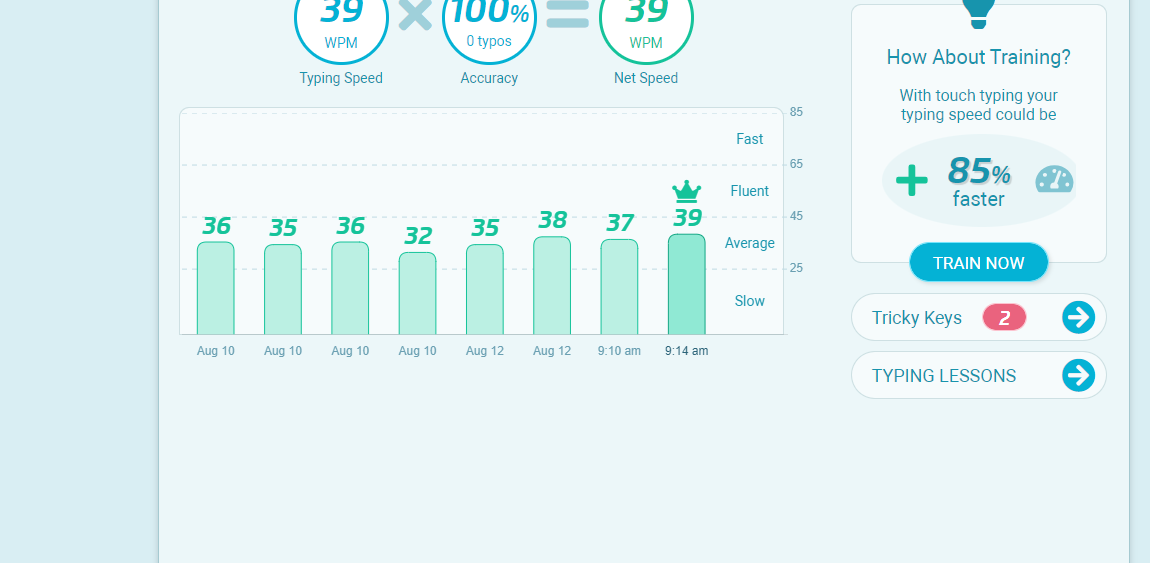 39 100% 39
WPM 0 typos WPM
Typing Speed Accuracy Net Speed
85
Fast
65
Fluent
45
36 35 36 32 35 38 37 39
Average
25
Slow
Aug 10 Aug 10 Aug 10 Aug 10 Aug 12 Aug 12 9:10 am 9:14 am
How About Training?
With touch typing your
typing speed could be
85%
faster
TRAIN NOW
Tricky Keys 2
TYPING LESSONS